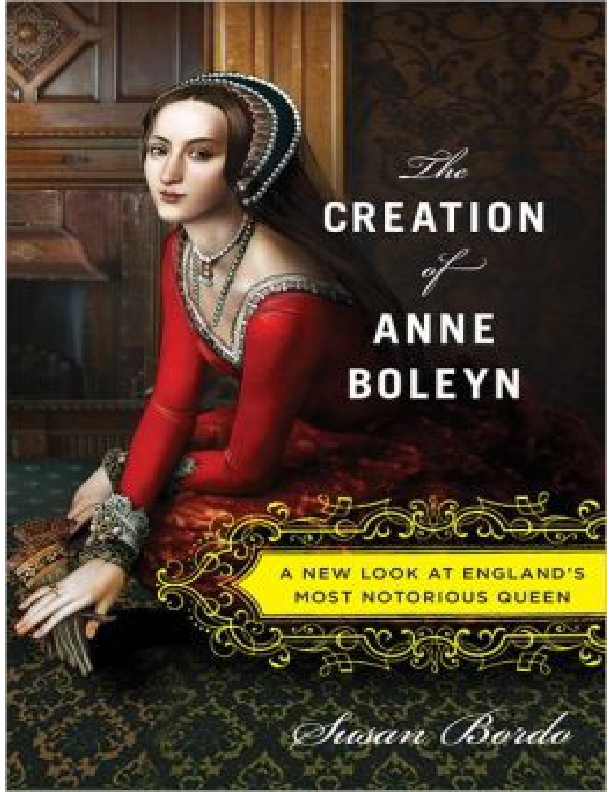 The
CREATION
of
ANNE
BOLEYN
A NEW LOOK AT ENGLAND'S
MOST NOTORIOUS QUEEN
Susan Bordo